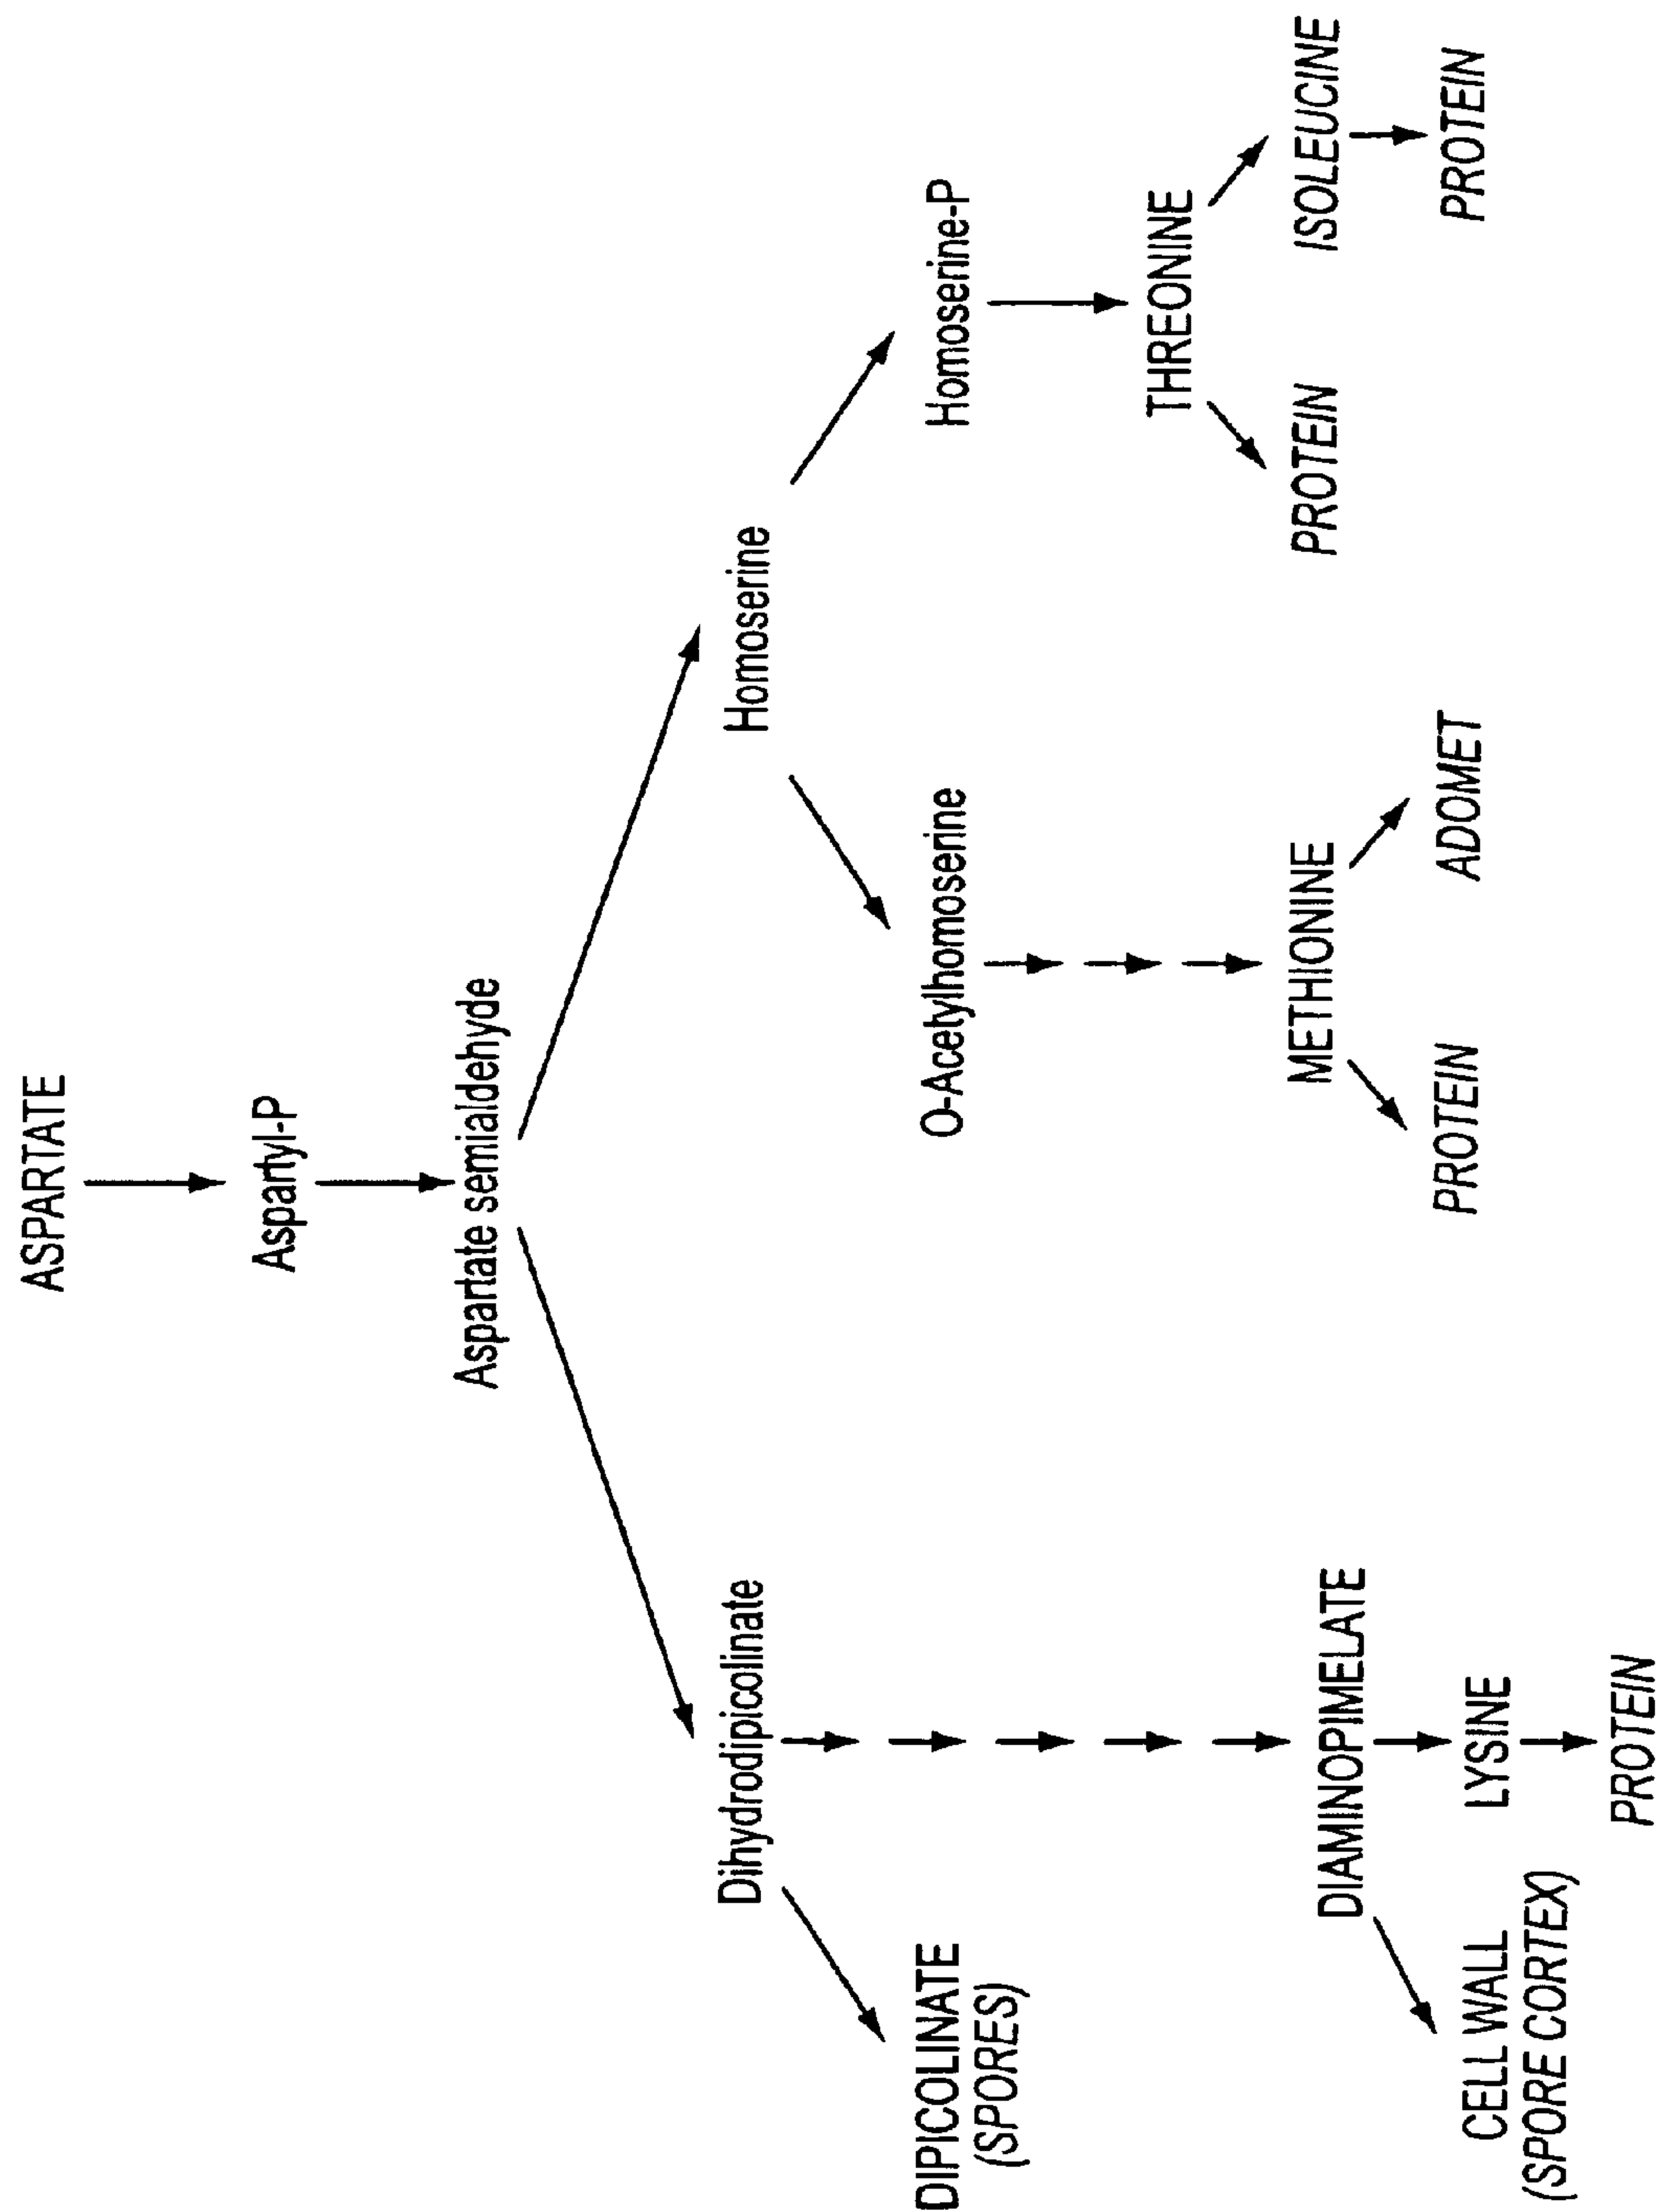 ASPARTATE
Aspartyl-P
Aspartate semialdehyde
Dihydrodipicolinate
Homoserine
DIPICOLINATE
(SPORES)
O-Acetylhomoserine
Homoserine-P
THREONINE
DIAMINOPIMELATE
METHIONINE
PROTEIN
ISOLEUCINE
CELL WALL
(SPORE CORTEX)
LYSINE
PROTEIN
ADOMET
PROTEIN
PROTEIN